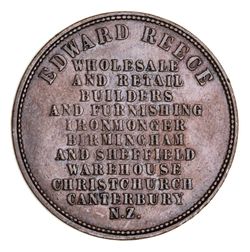 EDWARD REECE
WHOLESALE
AND RETAIL
BUILDERS
AND FURNISHING
IRONMONGER
BIRMINGHAM
AND SHEFFIELD
WAREHOUSE
CHRISTCHURCH
CANTERBURY
N.Z.